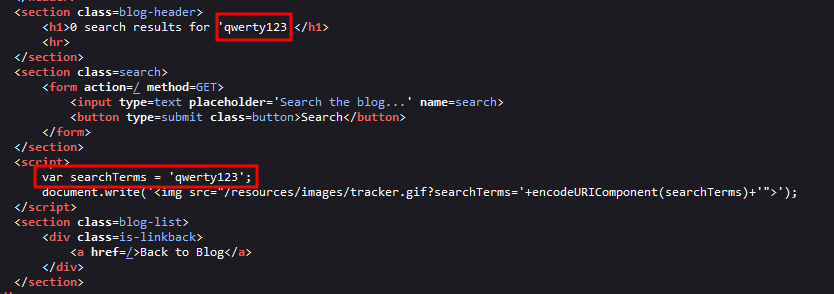 <section class=blog-header>
<h1>0 search results for 'qwerty123 </h1>
<hr>
</section>
<section class=search>
<form action=/ method=GET>
<input type=text placeholder='Search the blog...' name=search>
<button type=submit class=button>Search</button>
</form>
</section>
<script>
var searchTerms = 'qwerty123';
document.write('<img src="/resources/images/tracker.gif?searchTerms='+encodeURIComponent(searchTerms)+'">');
</script>
<section class=blog-list>
<div class=is-linkback>
<a href=/>Back to Blog</a>
</div>
</section>